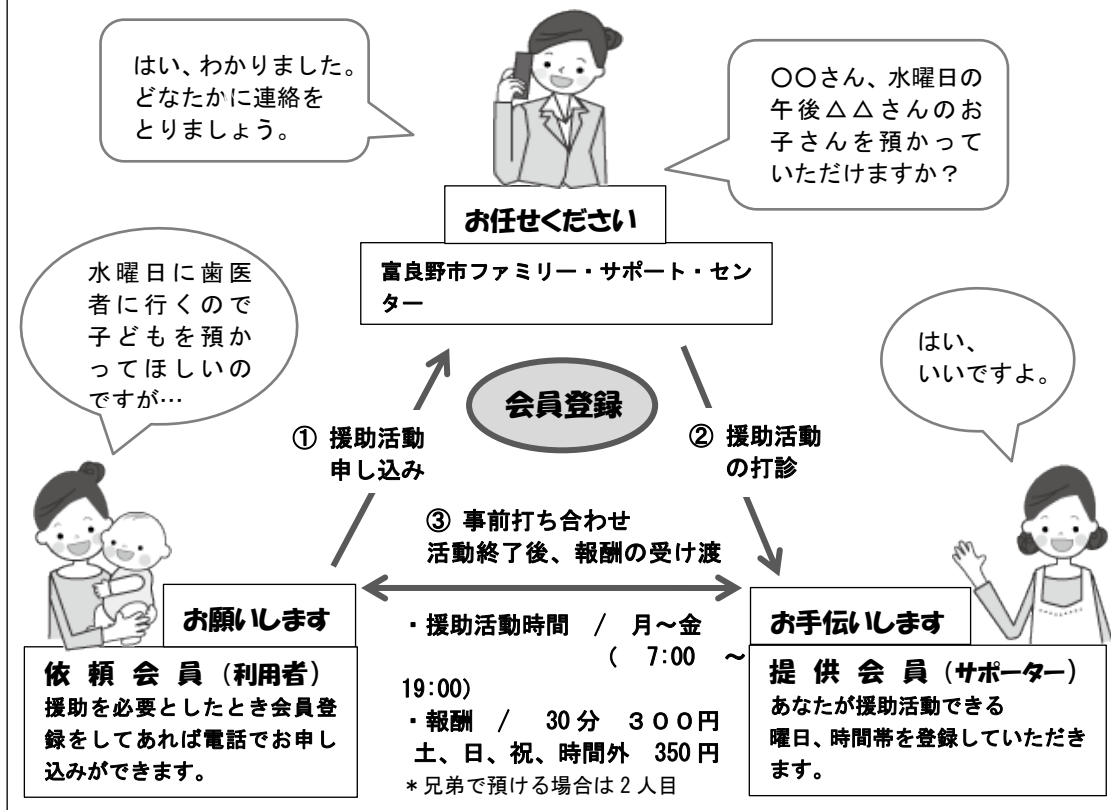 はい、わかりました。
どなたかに連絡を
とりましょう。
〇〇さん、水曜日の
午後△△さんのお
子さんを預かって
いただけますか？
お任せください
富良野市ファミリー・サポート・セン
ター
水曜日に歯医
者に行くので
子どもを預か
ってほしいの
ですが…
はい、
いいですよ。
会員登録
① 援助活動
申し込み
② 援助活動
の打診
③ 事前打ち合わせ
活動終了後、報酬の受け渡
お願いします
依 頼 会 員（利用者）
援助を必要としたとき会員登
録をしてあれば電話でお申し
込みができます。
・援助活動時間 / 月～金
( 7:00 ～
19:00)
・報酬 / 30分 ３００円
土、日、祝、時間外 350円
＊兄弟で預ける場合は2人目
お手伝いします
提 供 会 員（サポーター）
あなたが援助活動できる
曜日、時間帯を登録していただき
ます。